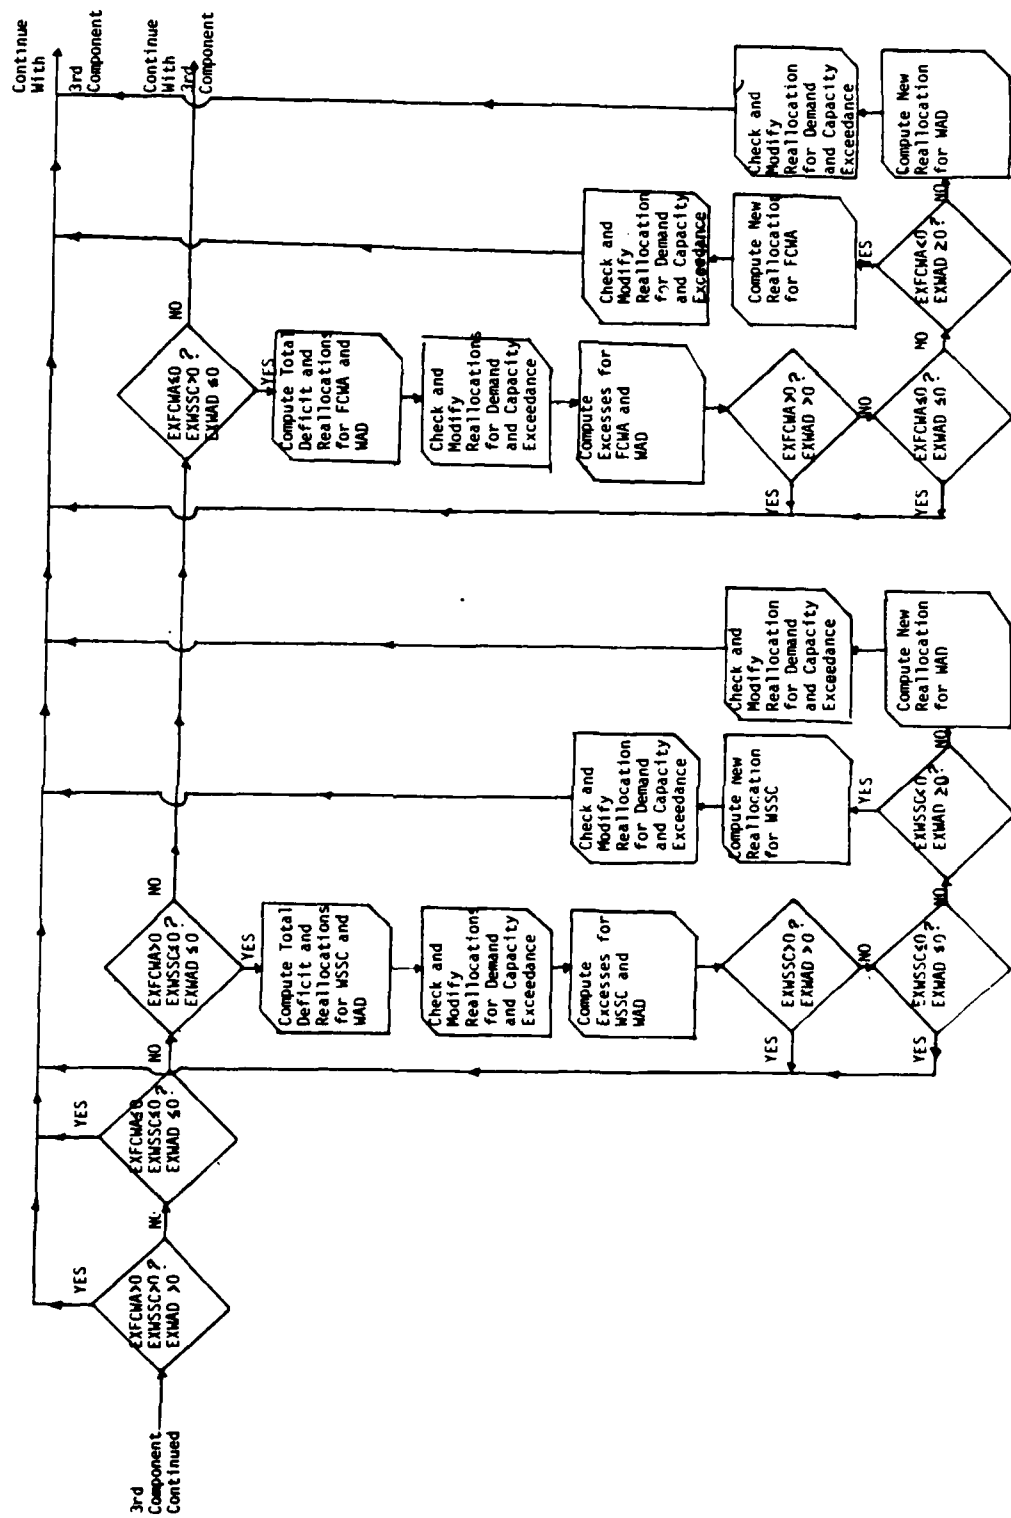 3rd
Component
Continued
EXFCWA>0
EXWSSC>0?
EXWAD >0
YES
NO
EXFCWA≤0
EXWSSC≤0?
EXWAD ≤0
YES
NO
EXFCWA>0
EXWSSC≤0?
EXWAD ≤0
NO
YES
Compute Total
Deficit and
Reallocations
for WSSC and
WAD
Check and
Modify
Reallocations
for Demand
and Capacity
Exceedance
Compute
Excesses for
WSSC and
WAD
EXWSSC>0?
EXWAD >0
YES
NO
EXWSSC≤0?
EXWAD ≤0
YES
NO
EXWSSC<0?
EXWAD ≥0
YES
NO
Compute New
Reallocation
for WSSC
Check and
Modify
Reallocation
for Demand
and Capacity
Exceedance
Compute New
Reallocation
for WAD
Check and
Modify
Reallocation
for Demand
and Capacity
Exceedance
EXFCWA≤0
EXWSSC>0?
EXWAD ≤0
NO
YES
Compute Total
Deficit and
Reallocations
for FCWA and
WAD
Check and
Modify
Reallocations
for Demand
and Capacity
Exceedance
Compute
Excesses for
FCWA and
WAD
EXFCWA>0?
EXWAD >0
YES
NO
EXFCWA≤0?
EXWAD ≤0
YES
NO
EXFCWA<0?
EXWAD ≥0
YES
NO
Compute New
Reallocation
for FCWA
Check and
Modify
Reallocation
for Demand
and Capacity
Exceedance
Compute New
Reallocation
for WAD
Check and
Modify
Reallocation
for Demand
and Capacity
Exceedance
Continue
With
3rd
Component
Continue
With
3rd
Component